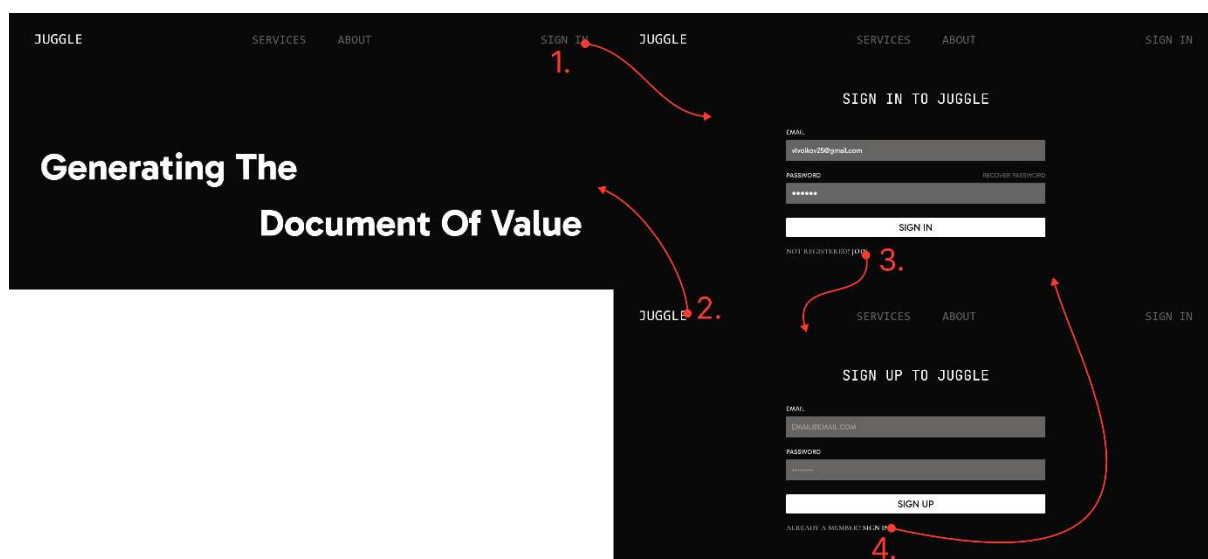 JUGGLE SERVICES ABOUT SIGN IN
1.
Generating The
Document Of Value
JUGGLE SERVICES ABOUT SIGN IN
SIGN IN TO JUGGLE
EMAIL
vlvolkov25@gmail.com
PASSWORD RECOVER PASSWORD
••••••
SIGN IN
NOT REGISTERED? JOIN
3.
JUGGLE 2. SERVICES ABOUT SIGN IN
SIGN UP TO JUGGLE
EMAIL
EMAIL@EMAIL.COM
PASSWORD
SIGN UP
ALREADY A MEMBER? SIGN IN
4.